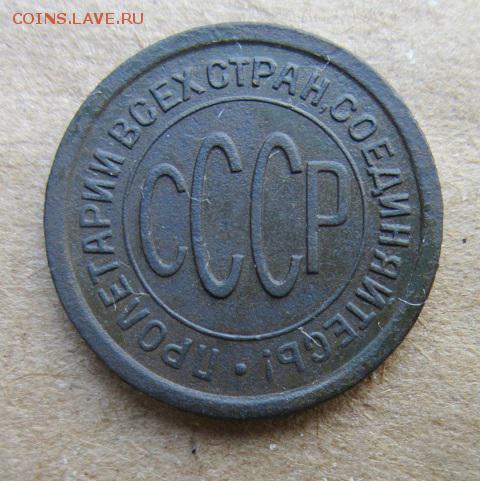 COINS.LAVE.RU
ПРОЛЕТАРИИ ВСЕХ СТРАН, СОЕДИНЯЙТЕСЬ! •
СССР